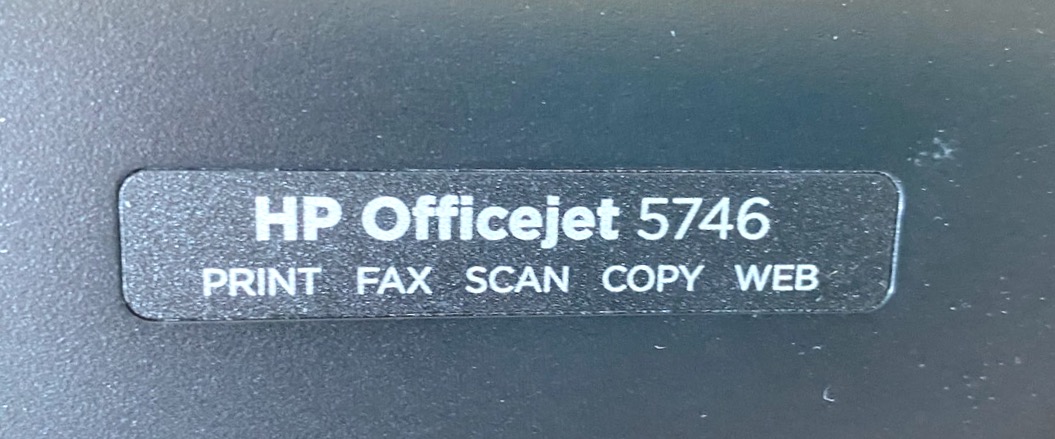 HP Officejet 5746
PRINT FAX SCAN COPY WEB